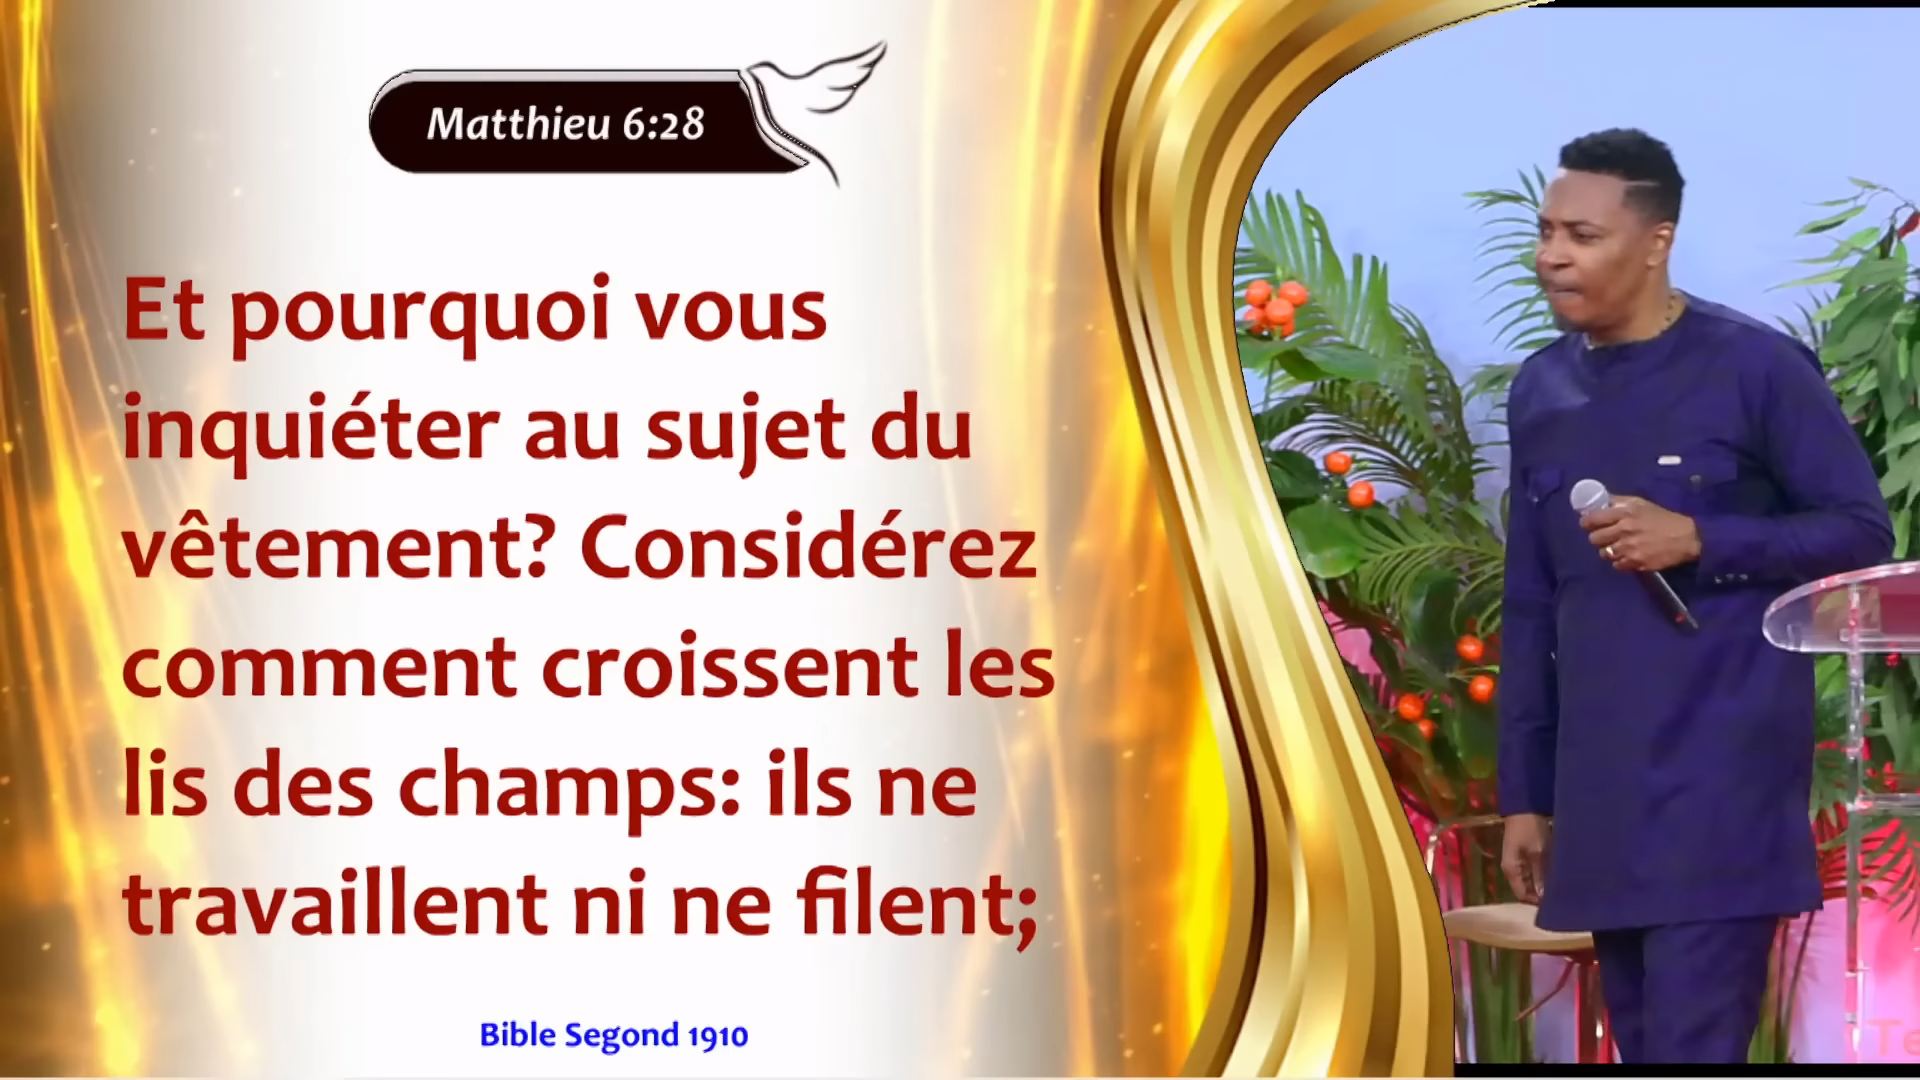 Matthieu 6:28
Et pourquoi vous
inquiéter au sujet du
vêtement? Considérez
comment croissent les
lis des champs: ils ne
travaillent ni ne filent;
Bible Segond 1910